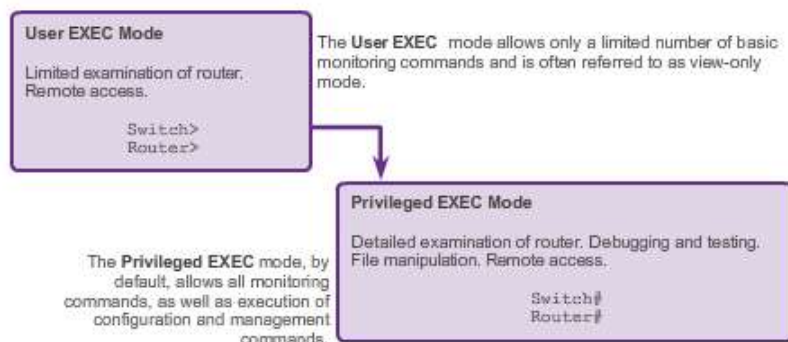 User EXEC Mode
Limited examination of router.
Remote access.
Switch>
Router>
The User EXEC mode allows only a limited number of basic
monitoring commands and is often referred to as view-only
mode.
Privileged EXEC Mode
Detailed examination of router. Debugging and testing.
File manipulation. Remote access.
Switch#
Router#
The Privileged EXEC mode, by
default, allows all monitoring
commands, as well as execution of
configuration and management
commands.